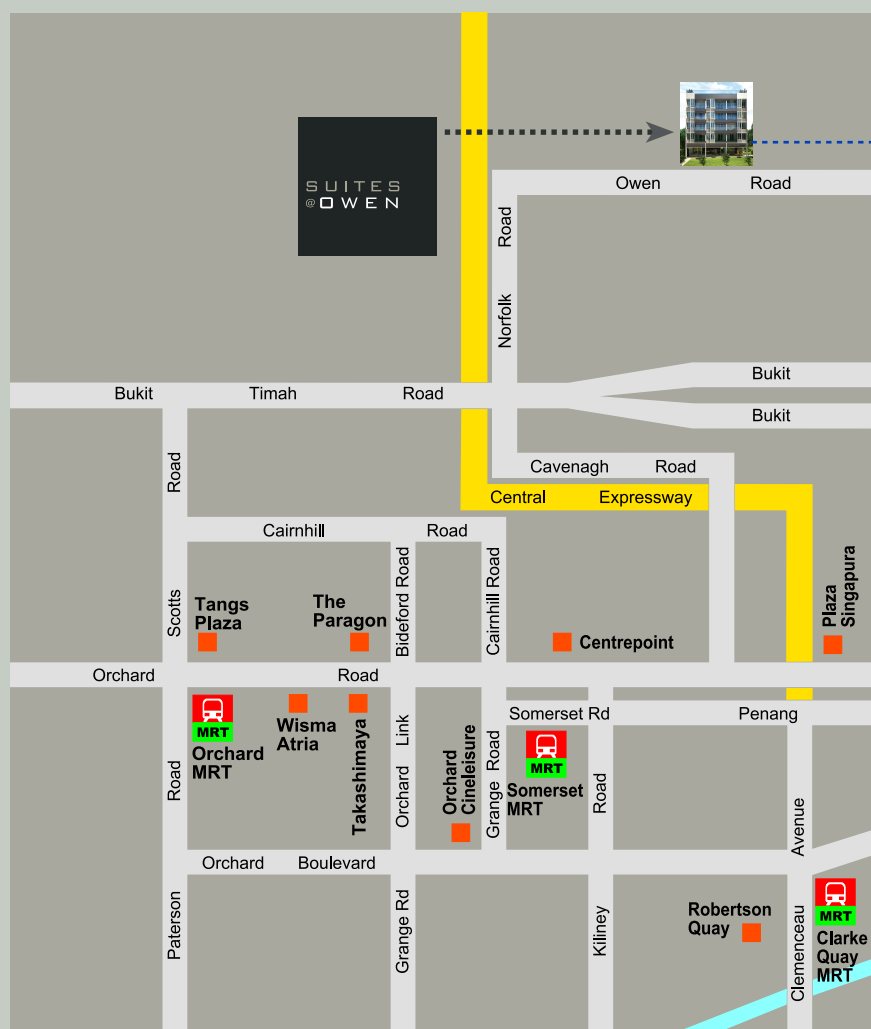 SUITES
@OWEN
Owen Road
Norfolk Road
Bukit Timah Road
Bukit
Bukit
Cavenagh Road
Central Expressway
Scotts Road
Cairnhill Road
Bideford Road
Cairnhill Road
Tangs
Plaza
The
Paragon
Centrepoint
Plaza
Singapura
Orchard Road
MRT
Orchard
MRT
Wisma
Atria
Takashimaya
Orchard Link
Orchard
Cineleisure
Grange Road
Somerset Rd
Penang
MRT
Somerset
MRT
Kiliney Road
Paterson Road
Orchard Boulevard
Grange Rd
Clemenceau Avenue
Robertson
Quay
MRT
Clarke
Quay
MRT